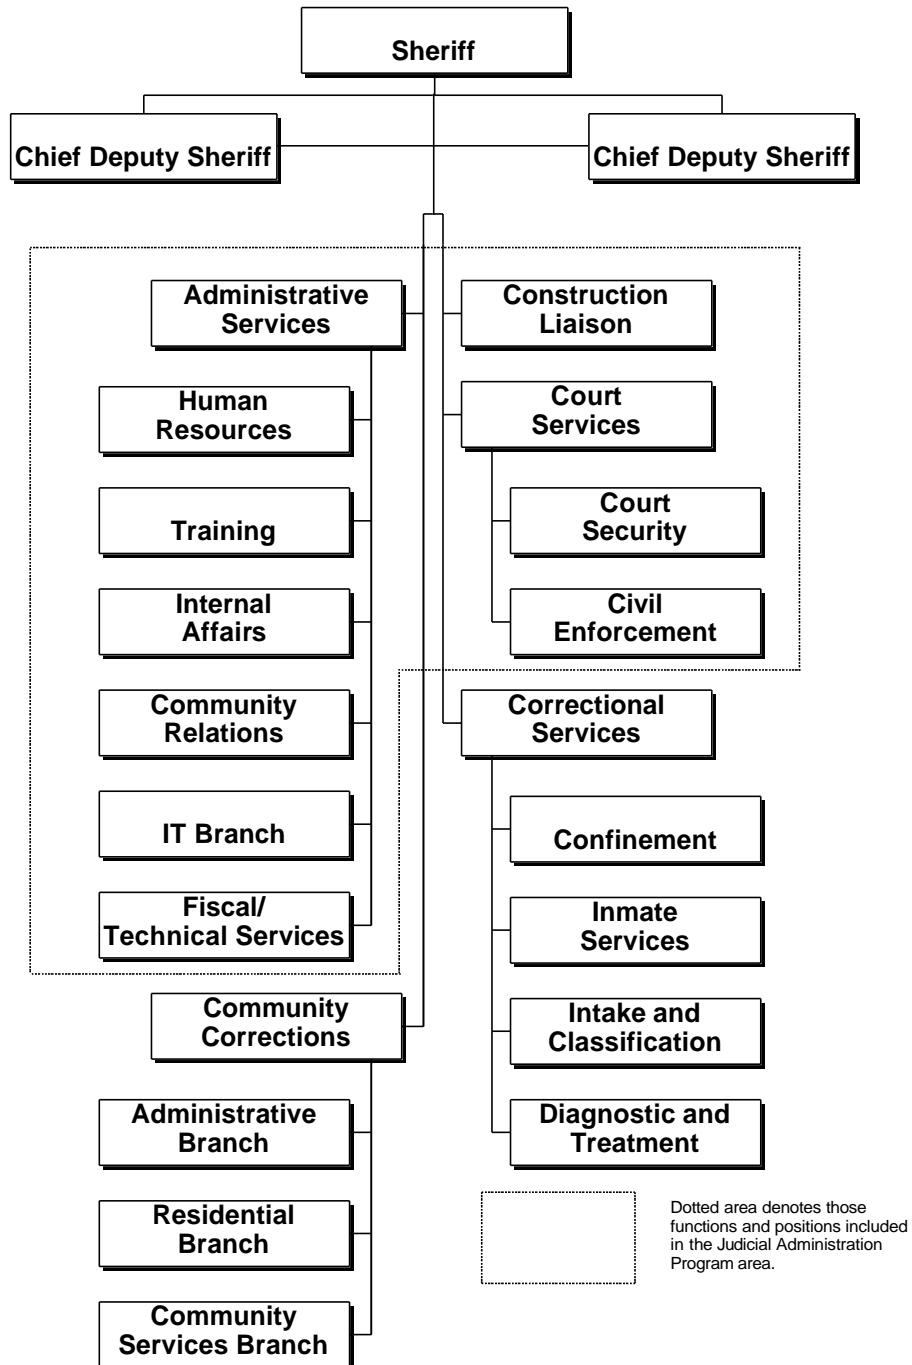 Sheriff
Chief Deputy Sheriff
Chief Deputy Sheriff
Administrative
Services
Construction
Liaison
Human
Resources
Court
Services
Training
Court
Security
Internal
Affairs
Civil
Enforcement
Community
Relations
Correctional
Services
IT Branch
Confinement
Fiscal/
Technical Services
Inmate
Services
Community
Corrections
Intake and
Classification
Administrative
Branch
Diagnostic and
Treatment
Residential
Branch
Dotted area denotes those
functions and positions included
in the Judicial Administration
Program area.
Community
Services Branch